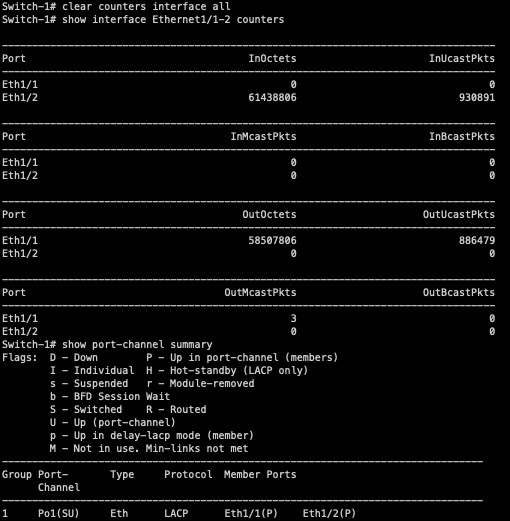 Switch-1# clear counters interface all
Switch-1# show interface Ethernet1/1-2 counters
--------------------------------------------------------------------------------
Port                                     InOctets                      InUcastPkts
--------------------------------------------------------------------------------
Eth1/1                                          0                                0
Eth1/2                                   61438806                           930891
--------------------------------------------------------------------------------
Port                                  InMcastPkts                      InBcastPkts
--------------------------------------------------------------------------------
Eth1/1                                          0                                0
Eth1/2                                          0                                0
--------------------------------------------------------------------------------
Port                                    OutOctets                     OutUcastPkts
--------------------------------------------------------------------------------
Eth1/1                                   58507806                           886479
Eth1/2                                          0                                0
--------------------------------------------------------------------------------
Port                                 OutMcastPkts                     OutBcastPkts
--------------------------------------------------------------------------------
Eth1/1                                          3                                0
Eth1/2                                          0                                0
Switch-1# show port-channel summary
Flags:  D - Down        P - Up in port-channel (members)
        I - Individual  H - Hot-standby (LACP only)
        s - Suspended   r - Module-removed
        b - BFD Session Wait
        S - Switched    R - Routed
        U - Up (port-channel)
        p - Up in delay-lacp mode (member)
        M - Not in use. Min-links not met
--------------------------------------------------------------------------------
Group Port-       Type     Protocol  Member Ports
      Channel
--------------------------------------------------------------------------------
1     Po1(SU)     Eth      LACP      Eth1/1(P)    Eth1/2(P)